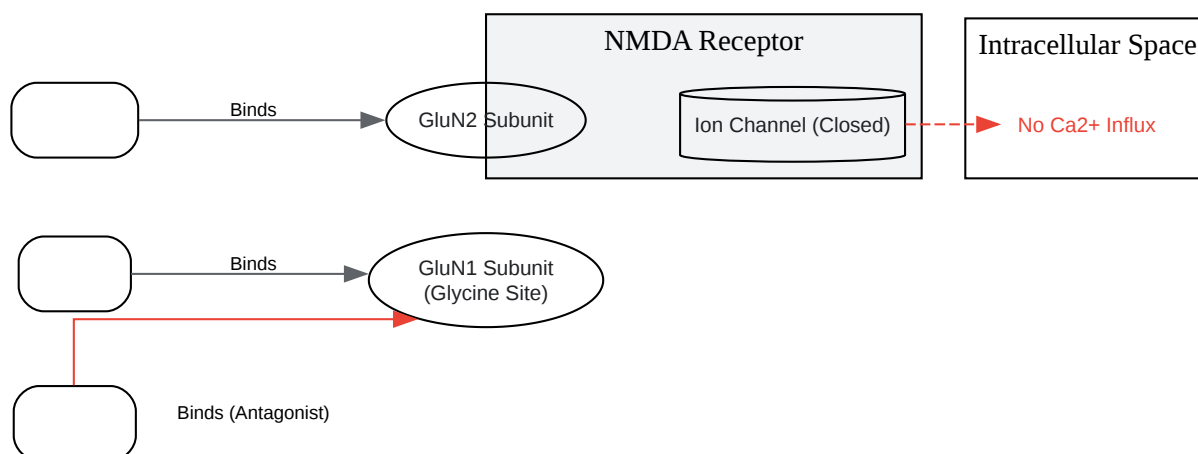 NMDA Receptor
Intracellular Space
Binds
GluN2 Subunit
Ion Channel (Closed)
No Ca2+ Influx
Binds
GluN1 Subunit
(Glycine Site)
Binds (Antagonist)